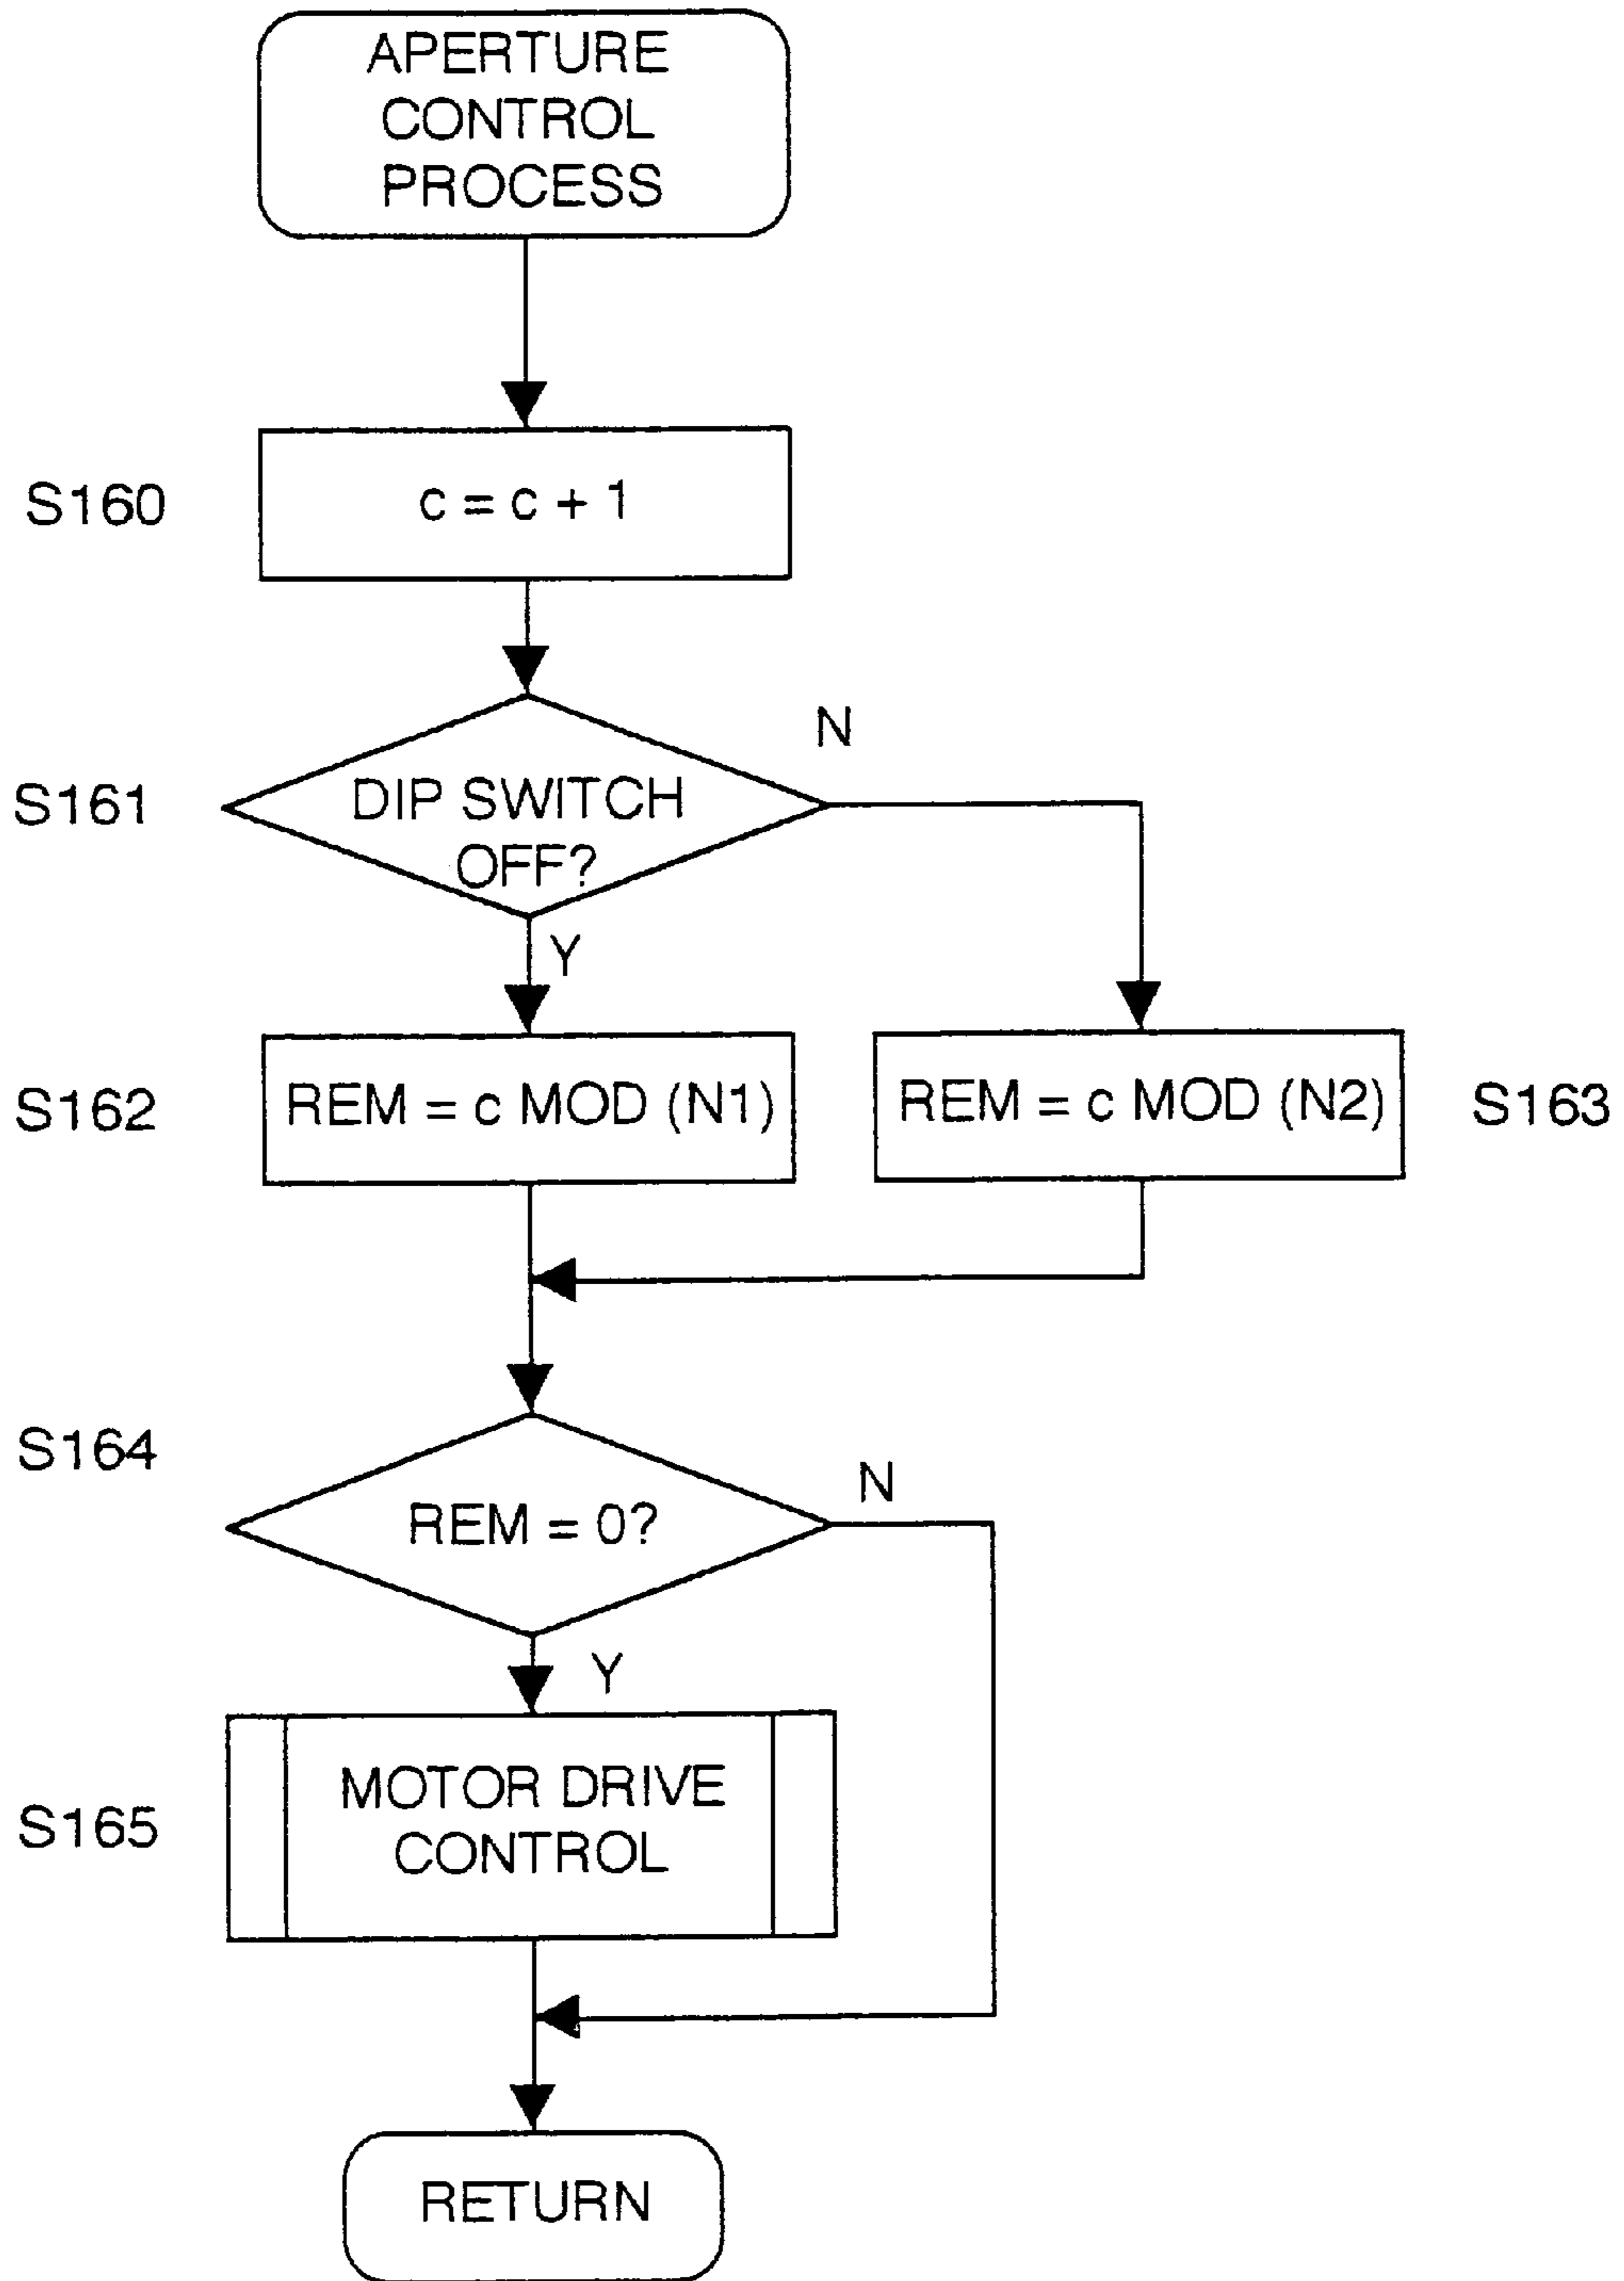 APERTURE
CONTROL
PROCESS
S160
c = c + 1
N
S161
DIP SWITCH
OFF?
Y
S162
REM = c MOD (N1)
REM = c MOD (N2)
S163
S164
N
REM = 0?
Y
S165
MOTOR DRIVE
CONTROL
RETURN